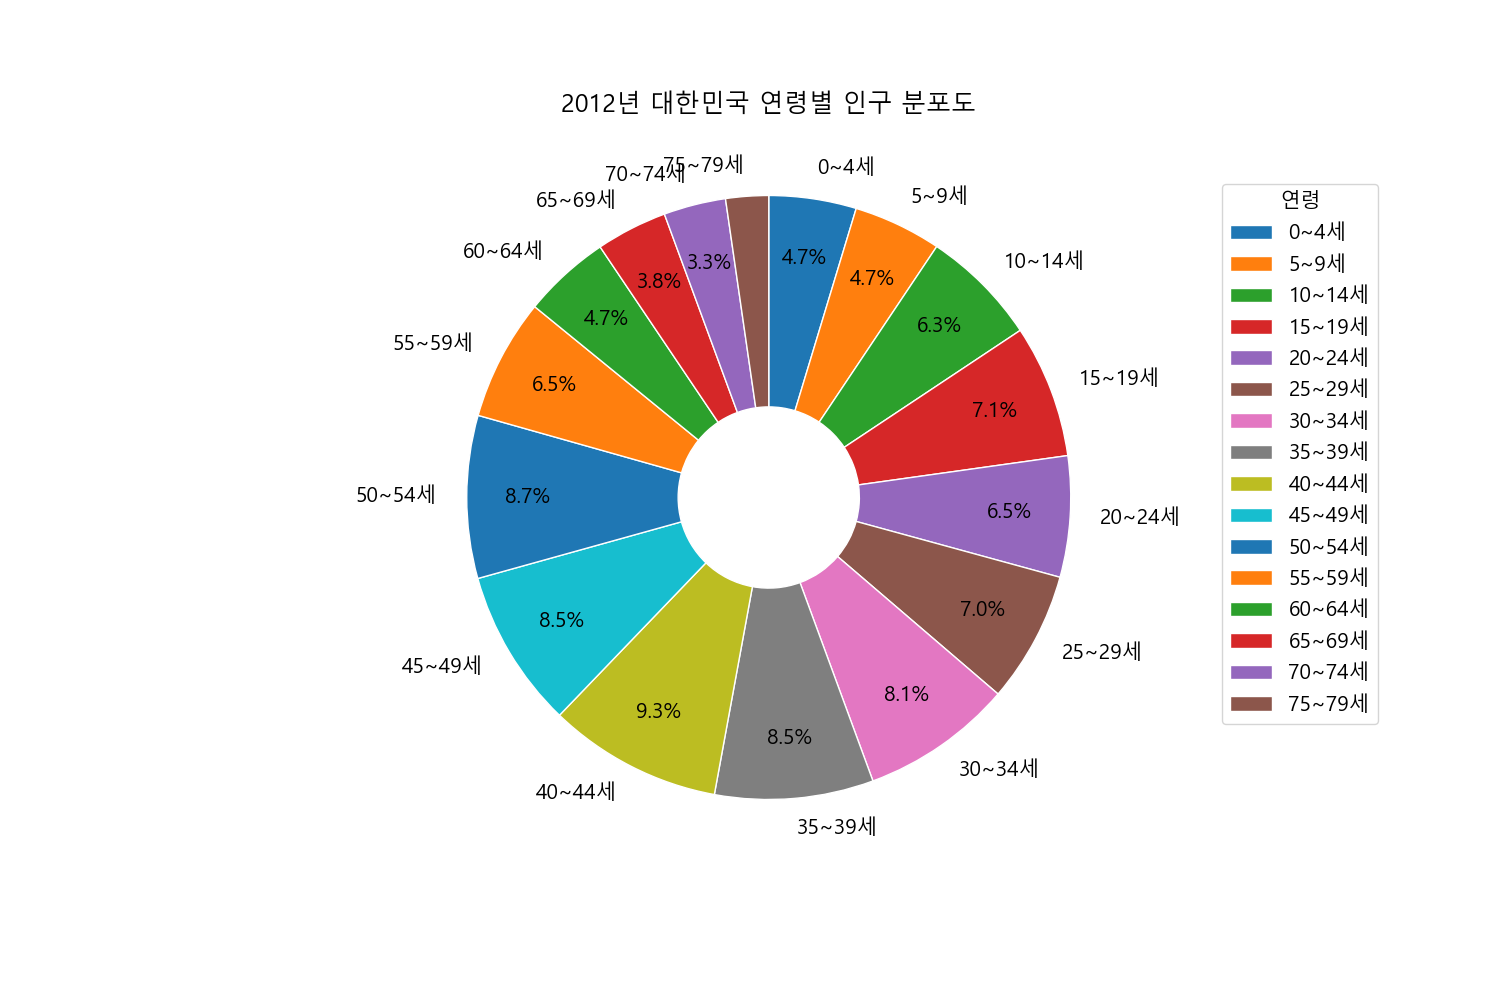 2012년 대한민국 연령별 인구 분포도
0~4세
5~9세
10~14세
15~19세
20~24세
25~29세
30~34세
35~39세
40~44세
45~49세
50~54세
55~59세
60~64세
65~69세
70~74세
75~79세
4.7%
4.7%
6.3%
7.1%
6.5%
7.0%
8.1%
8.5%
9.3%
8.5%
8.7%
6.5%
4.7%
3.8%
3.3%
연령
0~4세
5~9세
10~14세
15~19세
20~24세
25~29세
30~34세
35~39세
40~44세
45~49세
50~54세
55~59세
60~64세
65~69세
70~74세
75~79세